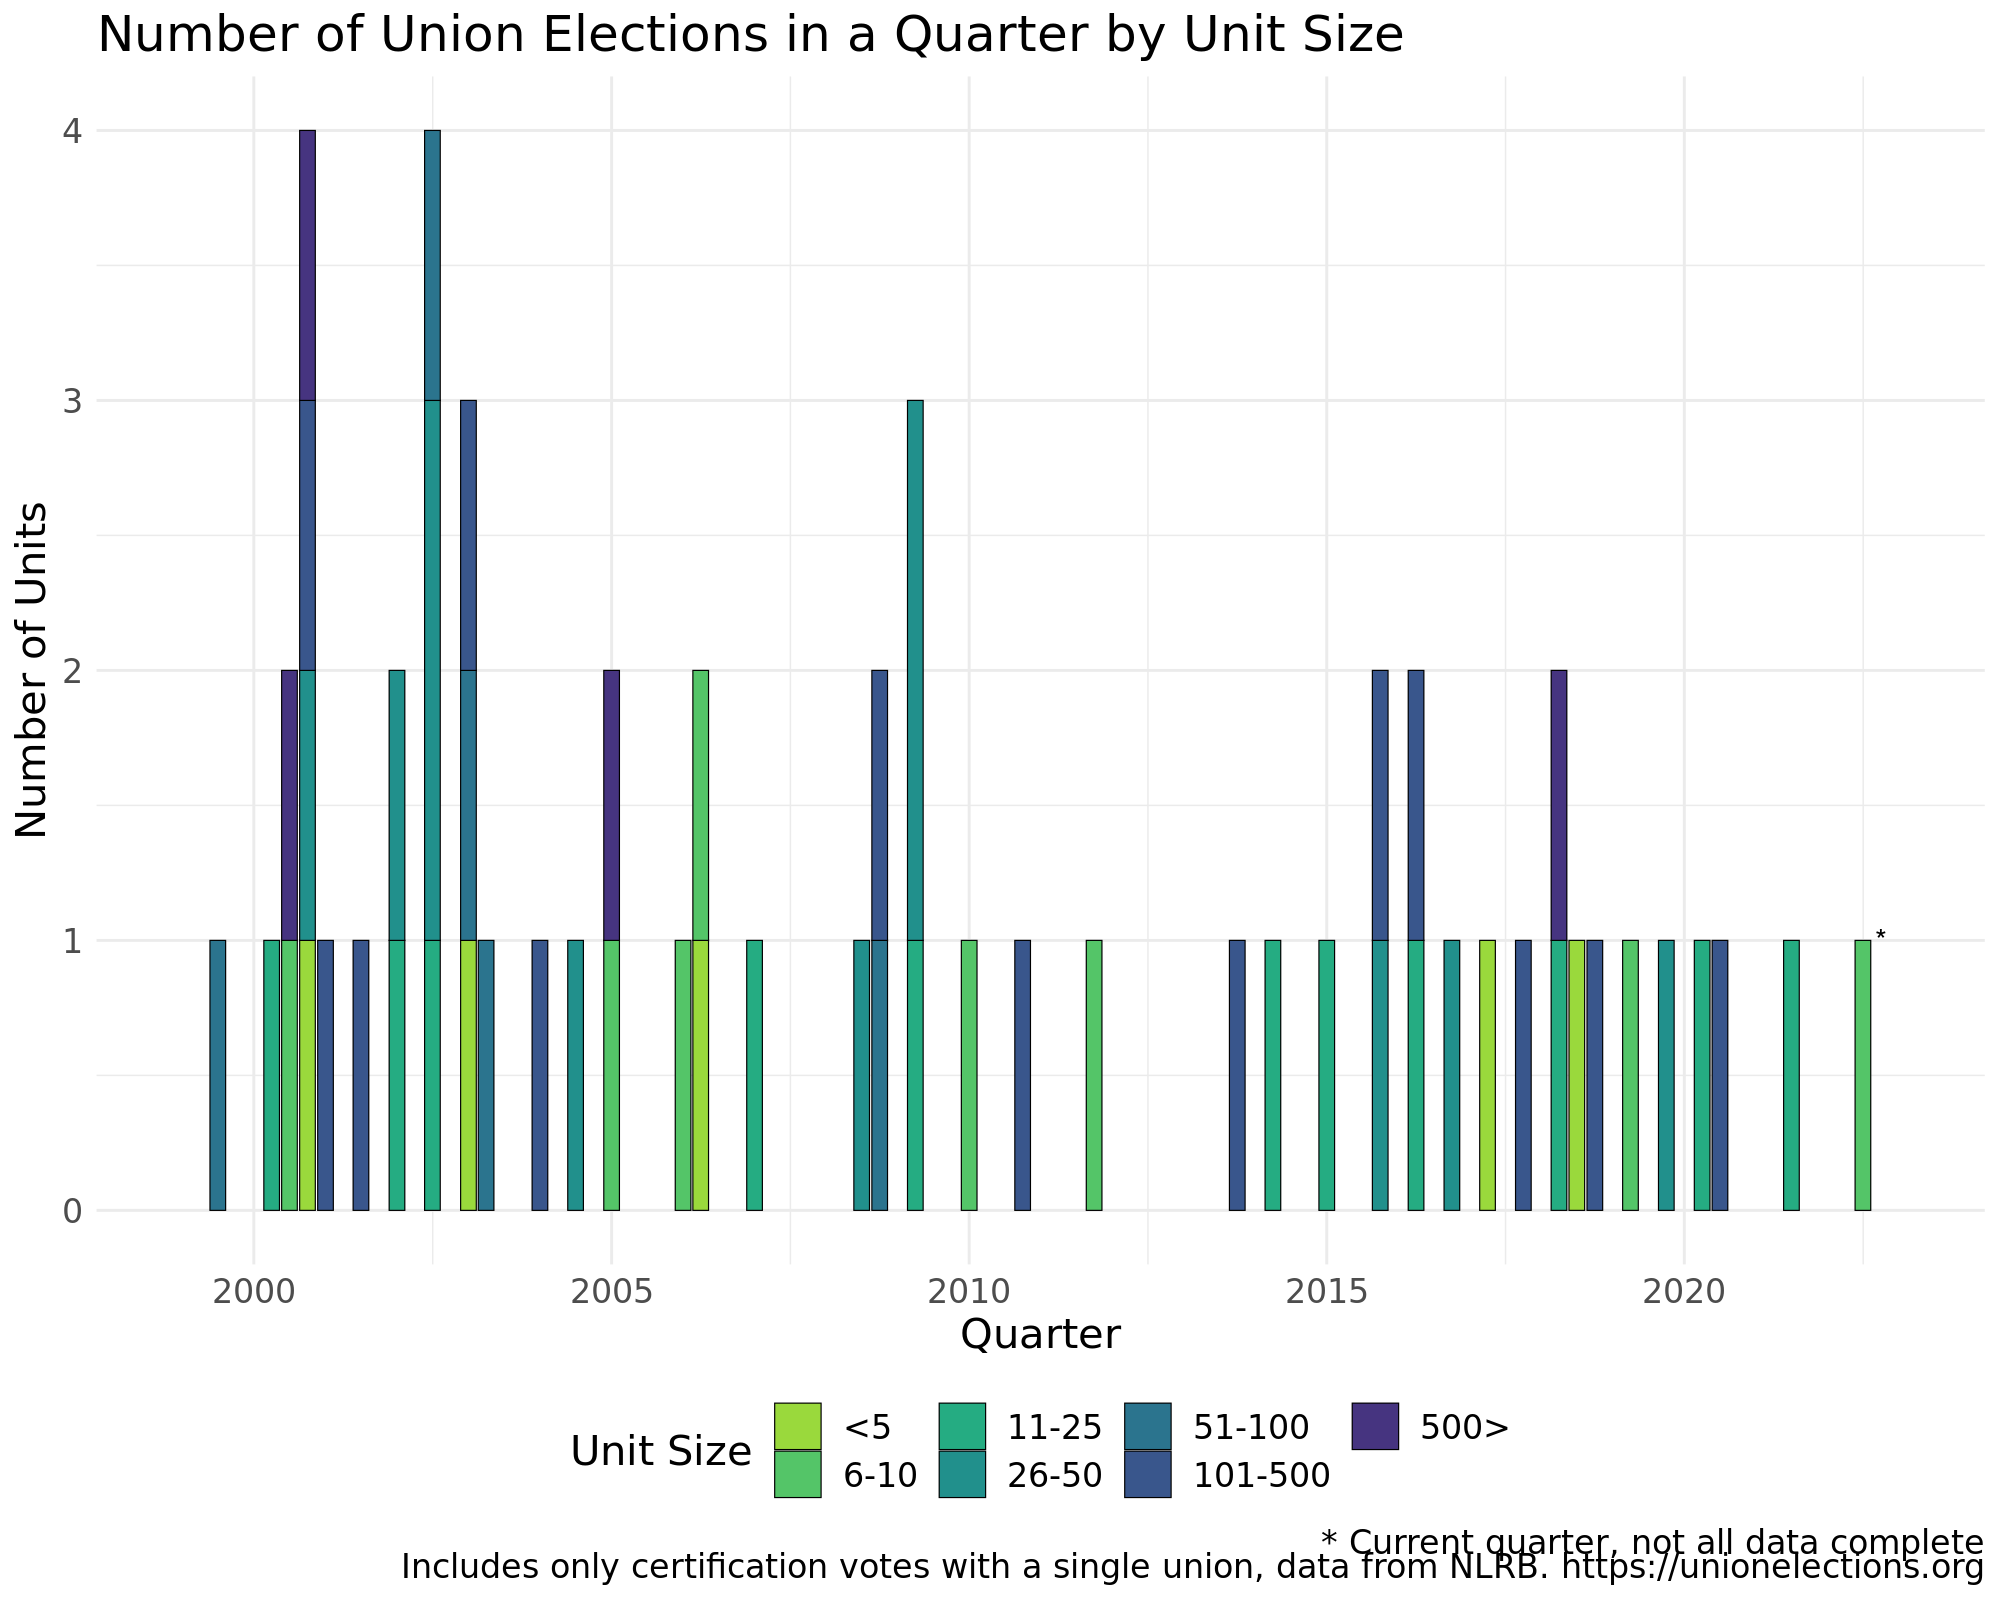 Number of Union Elections in a Quarter by Unit Size
Number of Units
4
3
2
1
0
*
2000 2005 2010 2015 2020
Quarter
Unit Size
<5 11-25 51-100 500>
6-10 26-50 101-500
* Current quarter, not all data complete
Includes only certification votes with a single union, data from NLRB. https://unionelections.org